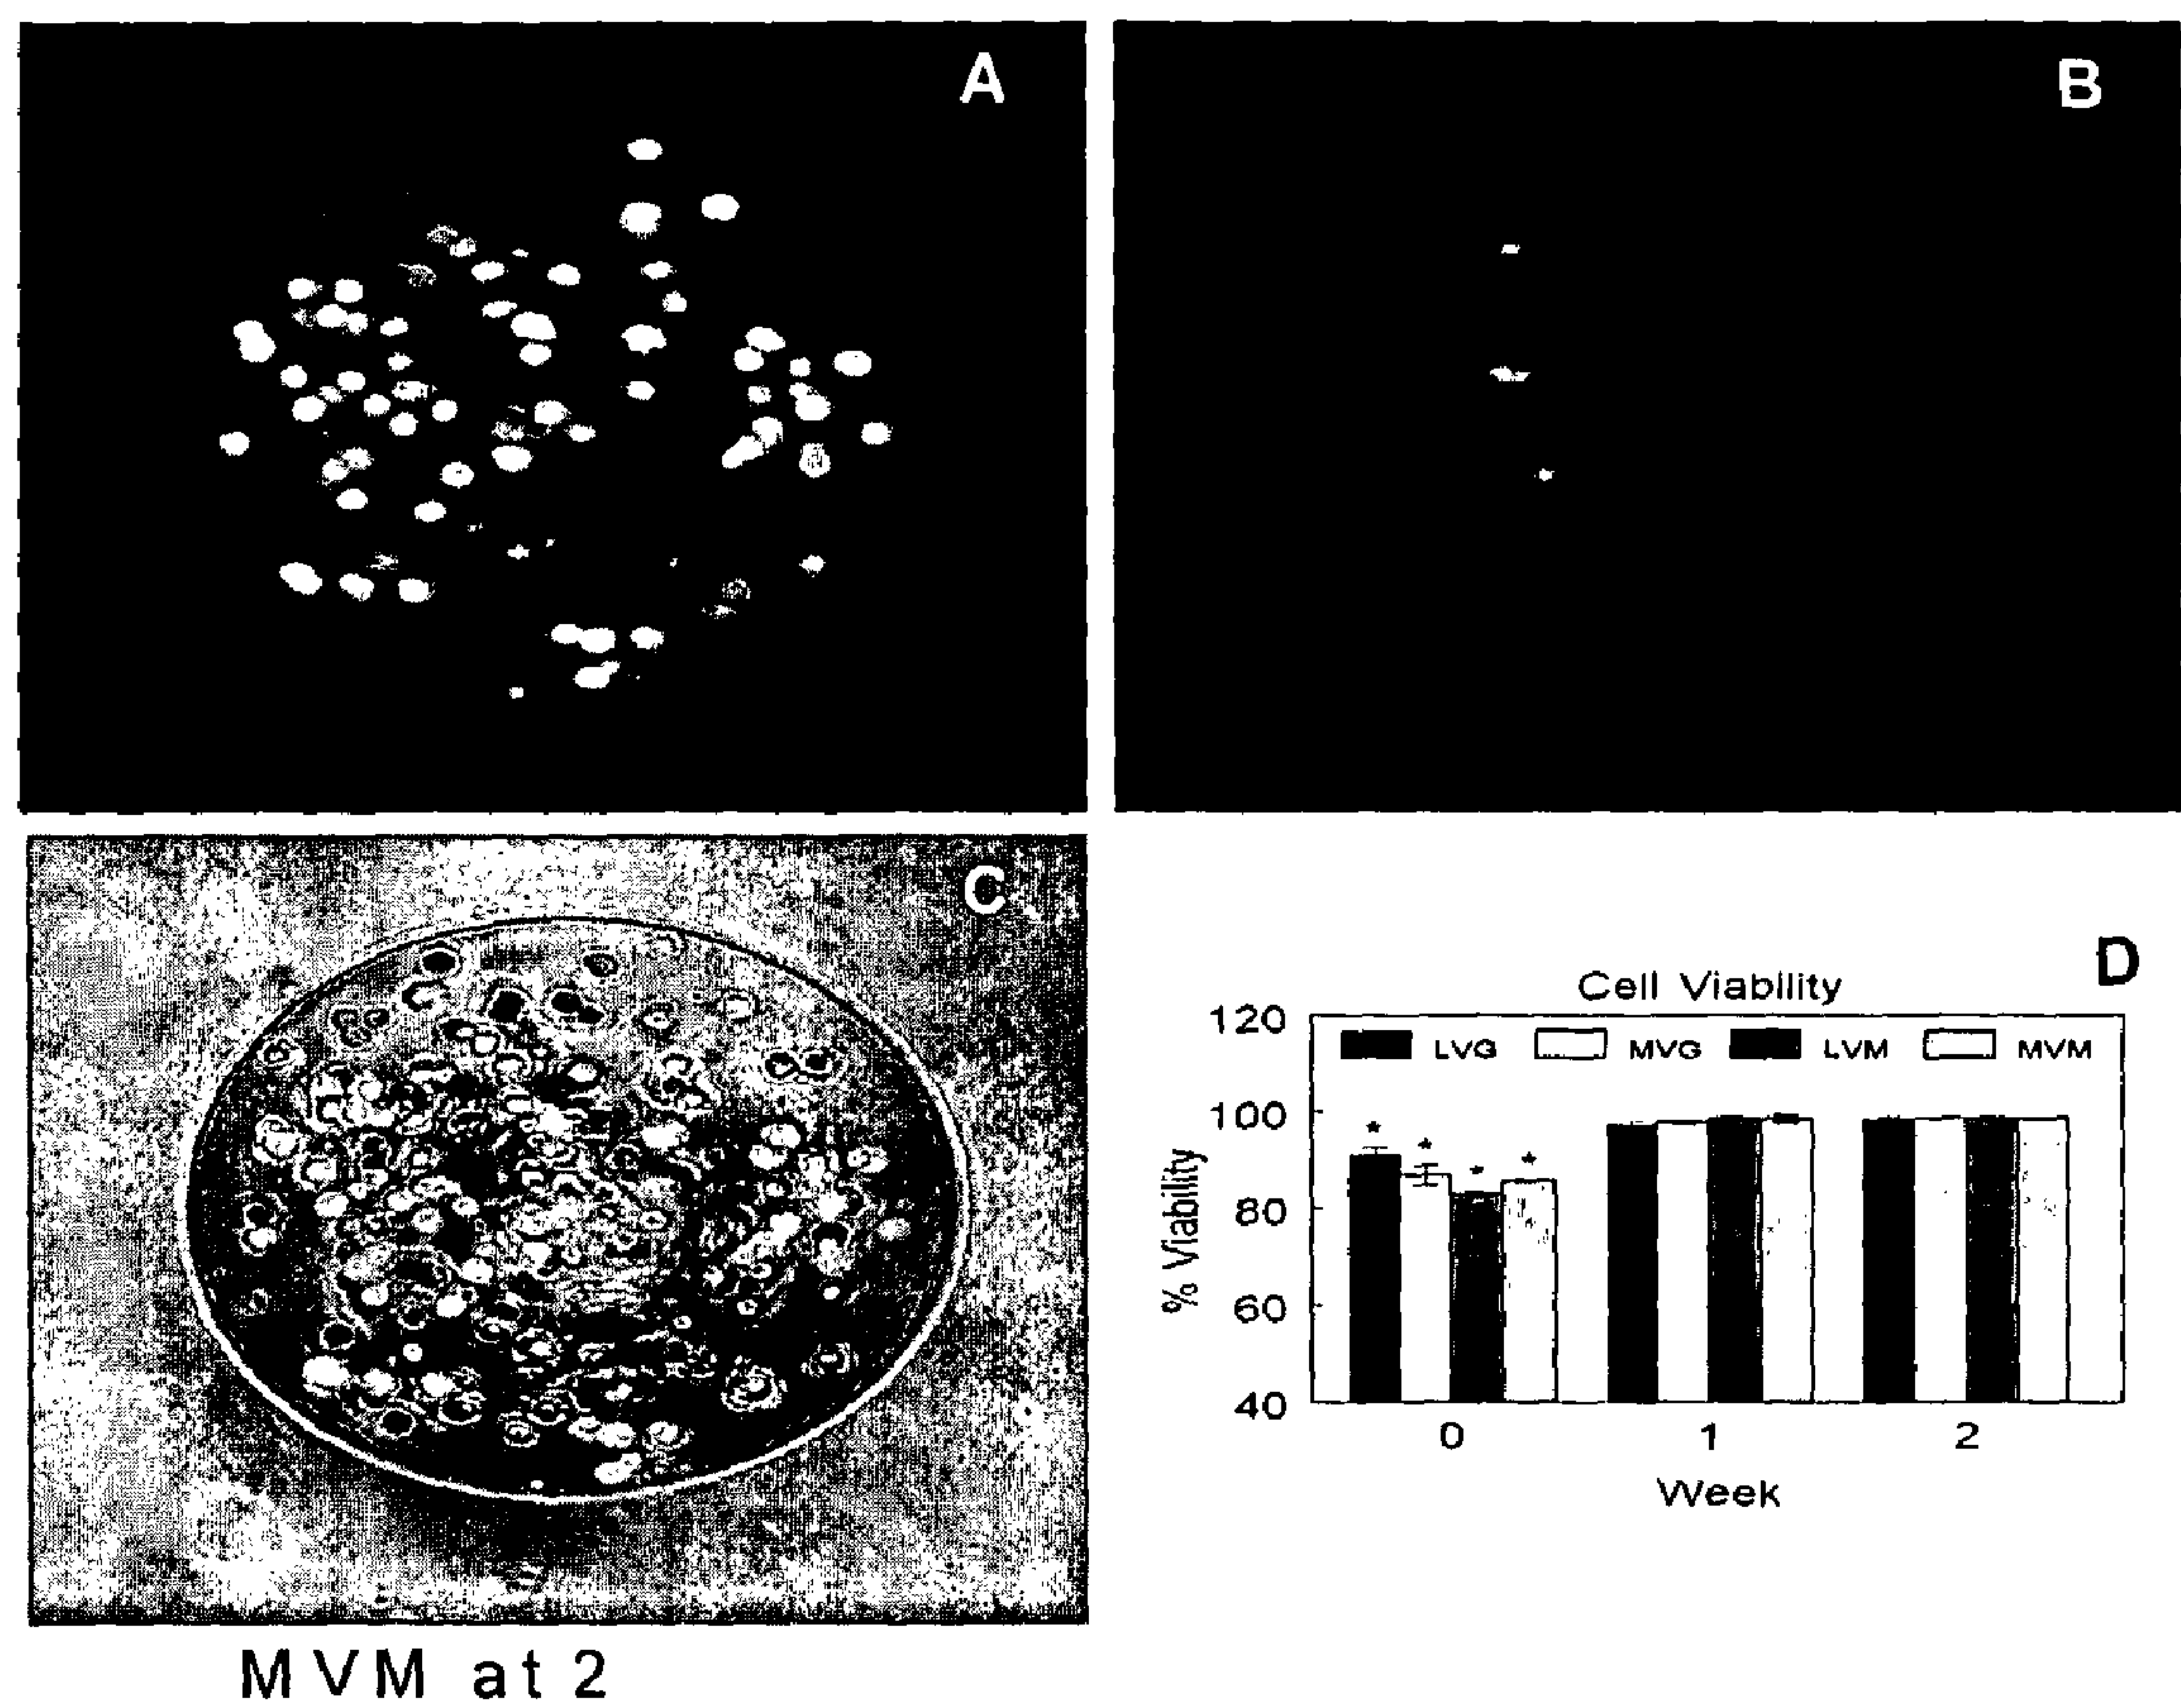 A
B
C
D
Cell Viability
120
LVG MVG LVM MVM
100
80
60
40
% Viability
* * * *
0 1 2
Week
MVM at 2